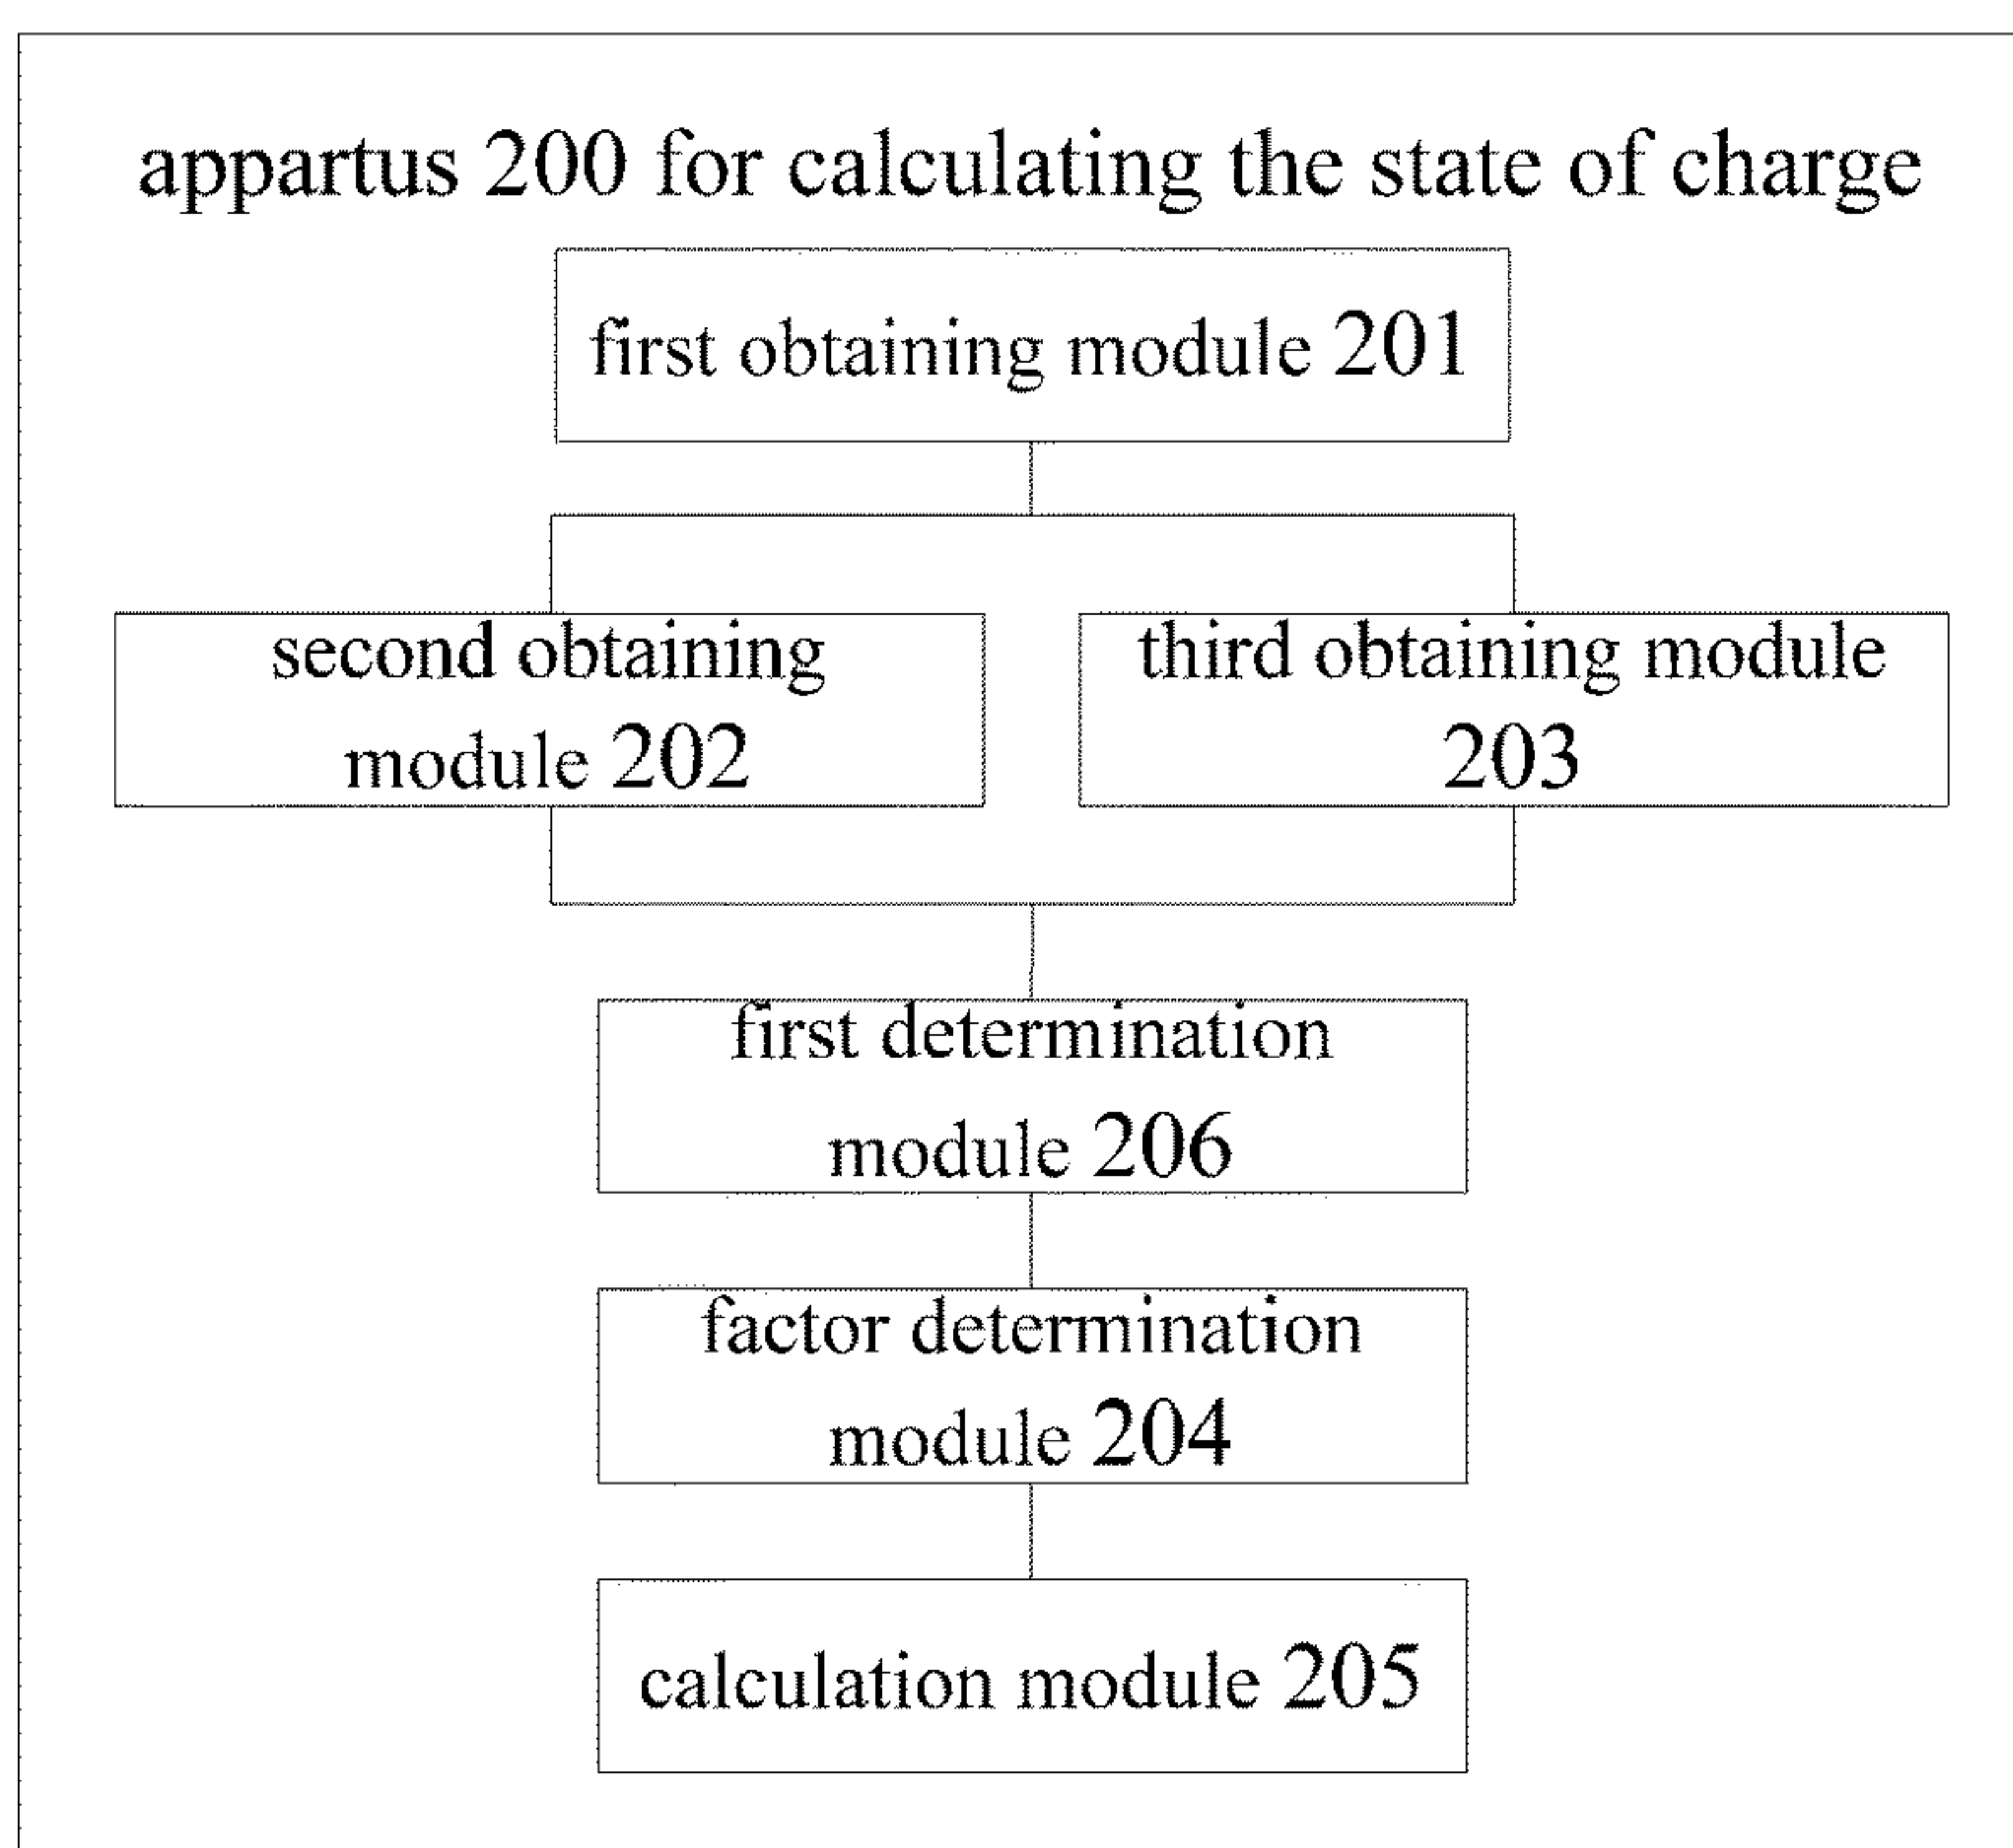 appartus 200 for calculating the state of charge
first obtaining module 201
second obtaining
module 202
third obtaining module
203
first determination
module 206
factor determination
module 204
calculation module 205